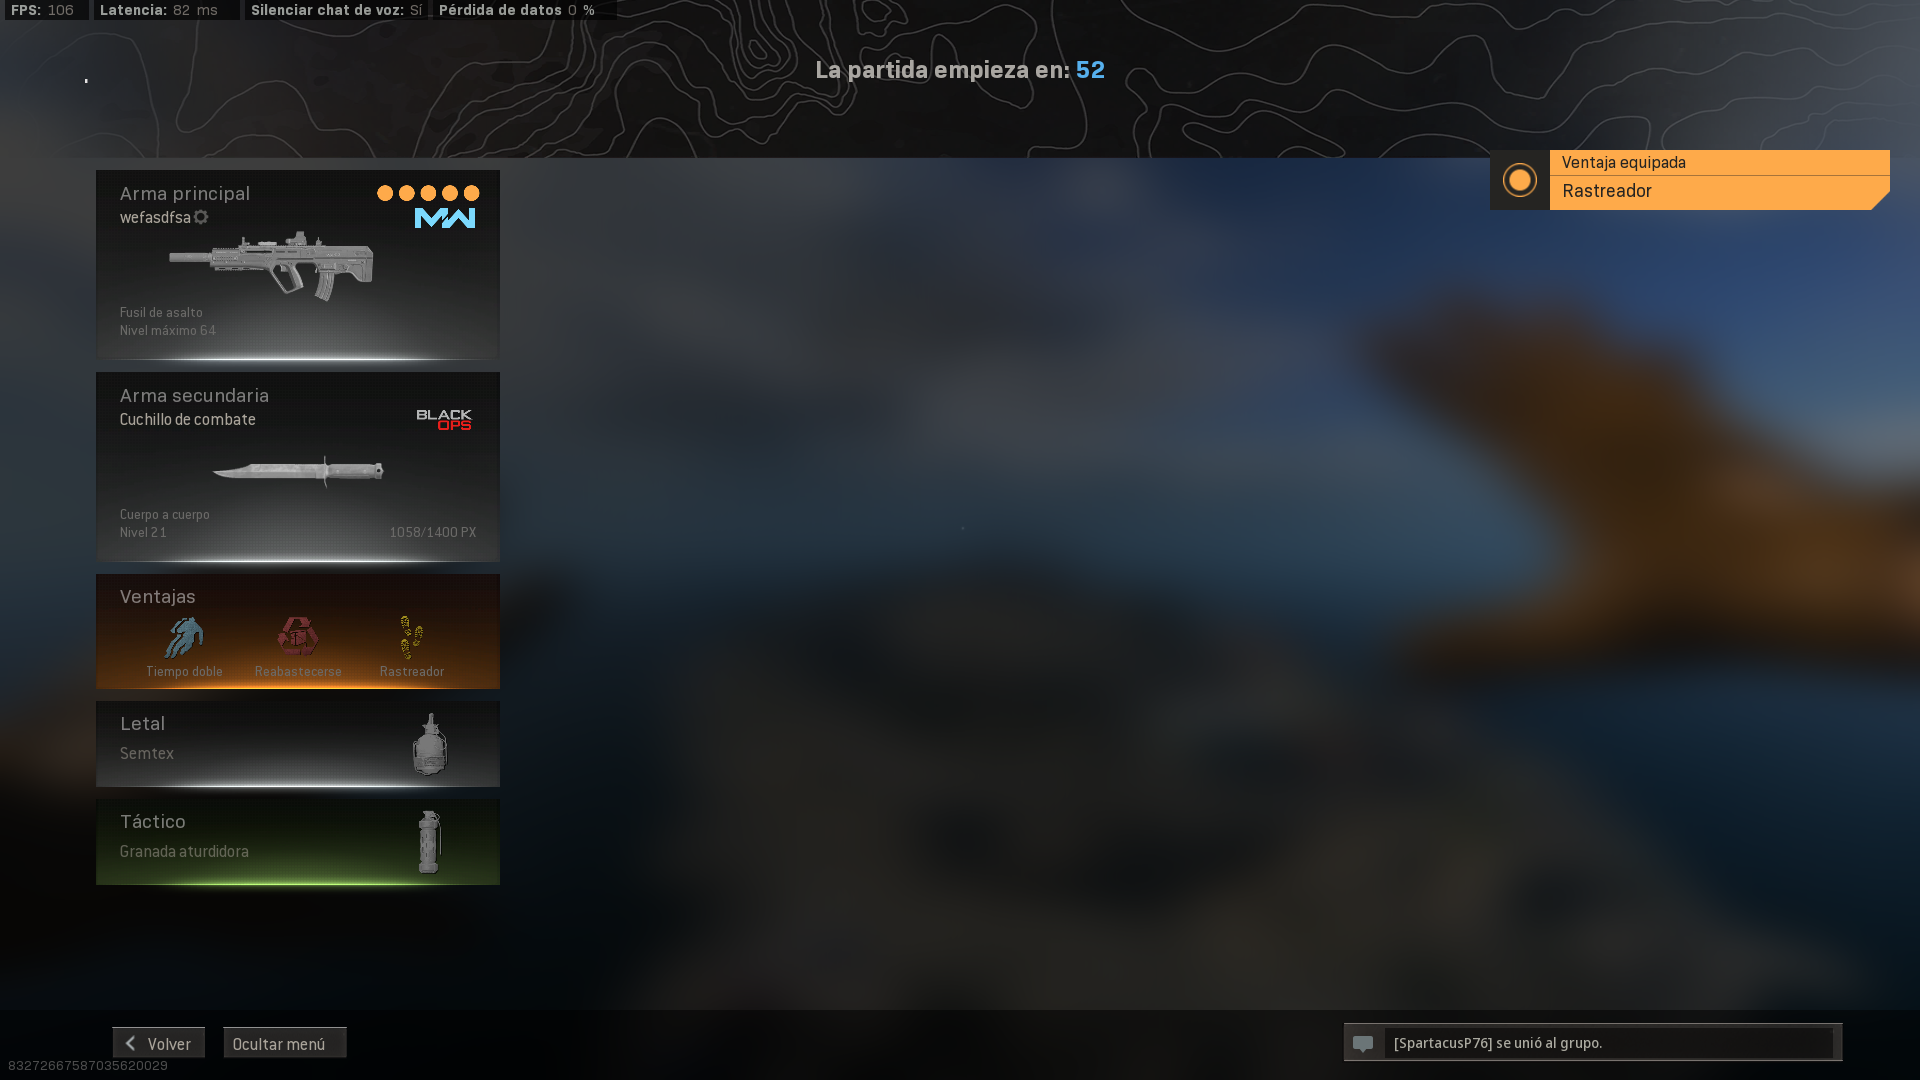 FPS: 106 Latencia: 82 ms Silenciar chat de voz: Sí Pérdida de datos 0 %
La partida empieza en: 52
Ventaja equipada
Rastreador
Arma principal
wefasdfsa
MW
Fusil de asalto
Nivel máximo 64
Arma secundaria
Cuchillo de combate
BLACK
OPS
Cuerpo a cuerpo
Nivel 21 1058/1400 PX
Ventajas
Tiempo doble Reabastecerse Rastreador
Letal
Semtex
Táctico
Granada aturdidora
Volver Ocultar menú
[SpartacusP76] se unió al grupo.
83272667587035620029